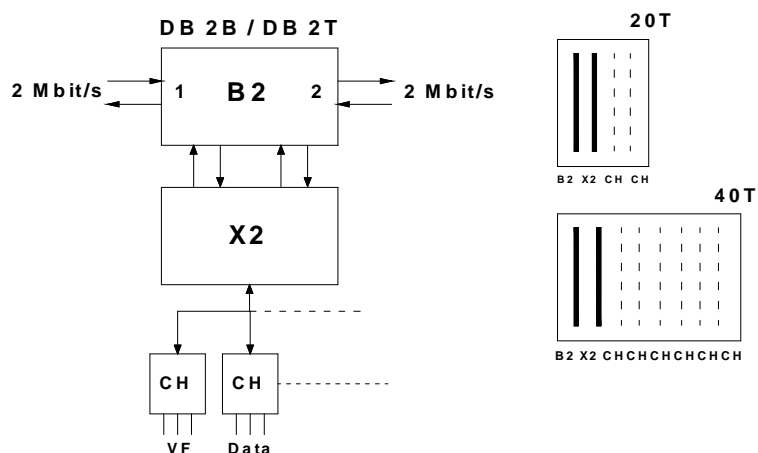 DB 2B / DB 2T
2 Mbit/s
1
B2
2
2 Mbit/s
X2
CH
CH
VF
Data
20T
B2 X2 CH CH
40T
B2 X2 CH CH CH CH CH CH